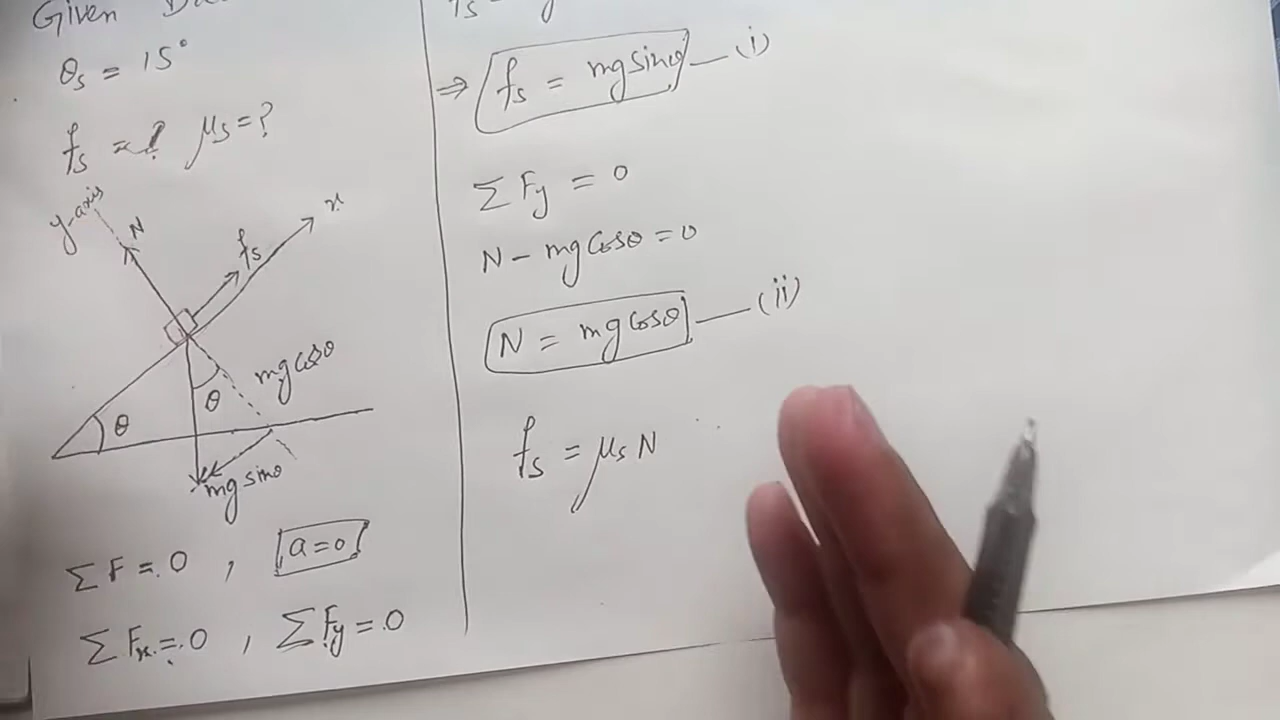 Given
θs = 15°
fs = ? μs = ?
y-axis
N
fs
x
θ
θ
mg cosθ
mg sinθ
ΣF = 0 , a = 0
ΣFx = 0 , ΣFy = 0
⇒ fs = mg sinθ — (i)
ΣFy = 0
N - mg cosθ = 0
N = mg cosθ — (ii)
fs = μs N